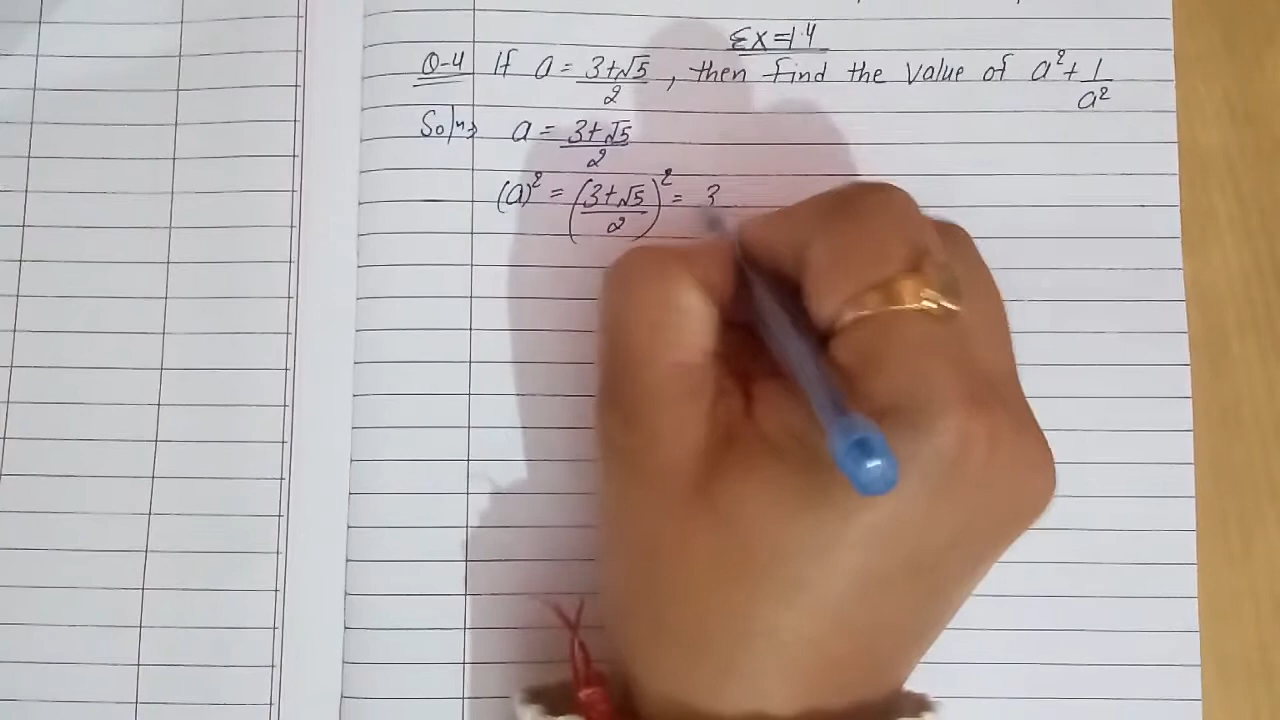 Ex=1.4
Q-4 If a = 3+√5/2, then find the value of a²+1/a²
Soln⇒ a = 3+√5/2
(a)² = (3+√5/2)² = 3